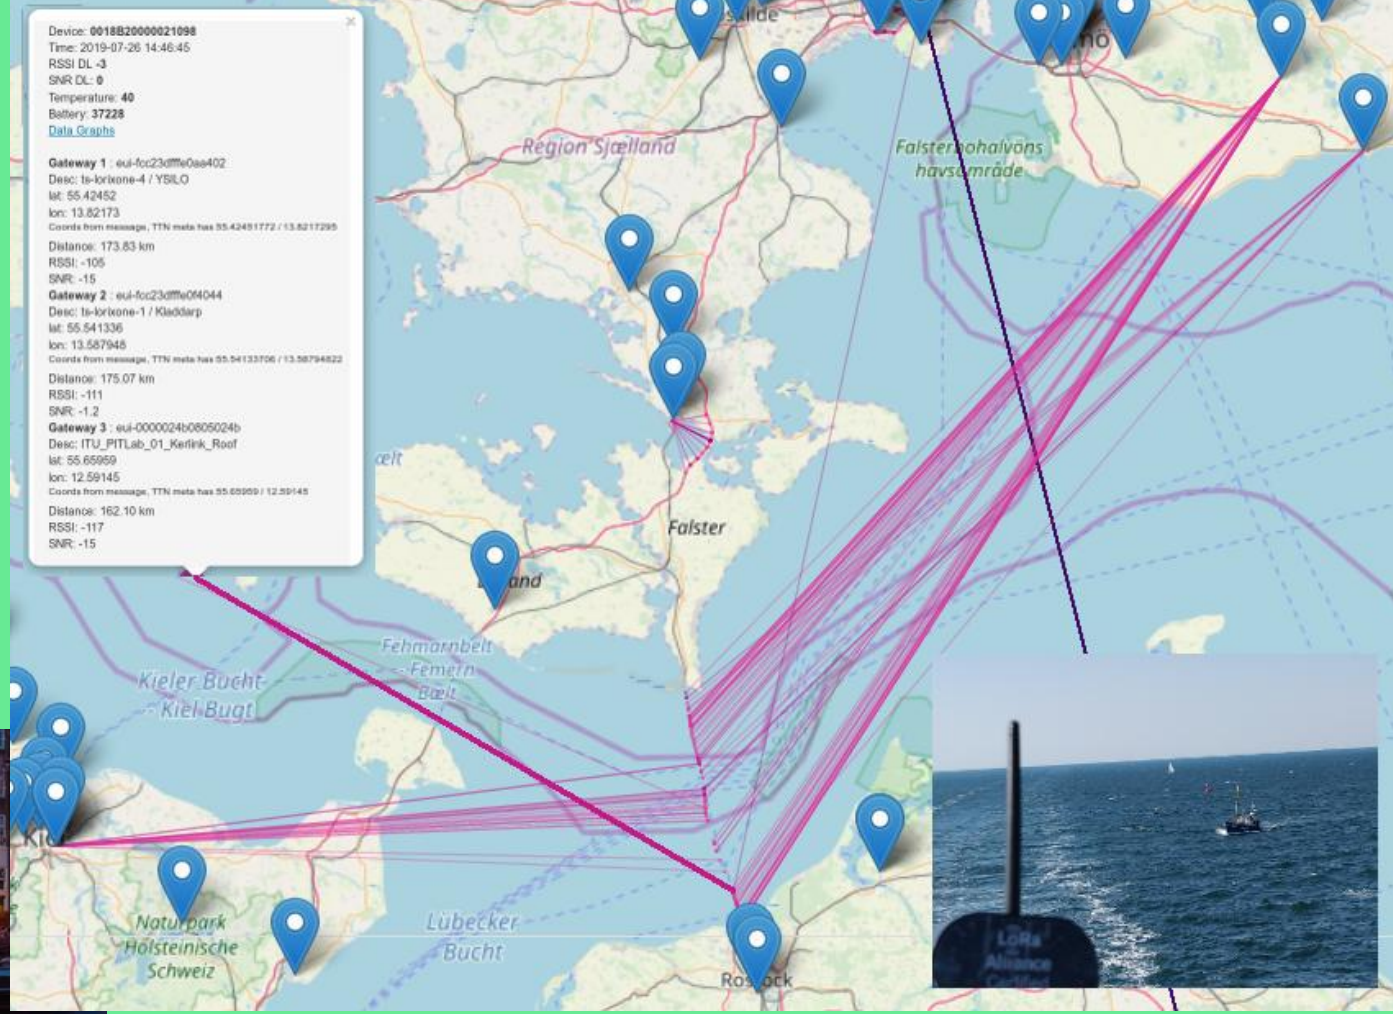 Device: 0018B20000021098
Time: 2019-07-26 14:46:45
RSSI DL -3
SNR DL: 0
Temperature: 40
Battery: 37228
Data Graphs
Gateway 1 : eui-fcc23dfffe0aa402
Desc: ts-lorixone-4 / YSILO
lat: 55.42452
lon: 13.82173
Coords from message, TTN meta has 55.42451772 / 13.8217295
Distance: 173.83 km
RSSI: -105
SNR: -15
Gateway 2 : eui-fcc23dfffe0f4044
Desc: ts-lorixone-1 / Kladdarp
lat: 55.541336
lon: 13.587948
Coords from message, TTN meta has 55.54133706 / 13.58794822
Distance: 175.07 km
RSSI: -111
SNR: -1.2
Gateway 3 : eui-0000024b0805024b
Desc: ITU_PITLab_01_Kerlink_Roof
lat: 55.65959
lon: 12.59145
Coords from message, TTN meta has 55.65959 / 12.59145
Distance: 162.10 km
RSSI: -117
SNR: -15
Region Sjælland
Falsterbohalvöns
havsområde
ælt
Falster
Fehmarnbelt
- Femern
Bælt
Kieler Bucht
- Kiel Bugt
Naturpark
Holsteinische
Schweiz
Lübecker
Bucht
Rostock
LoRa
Alliance